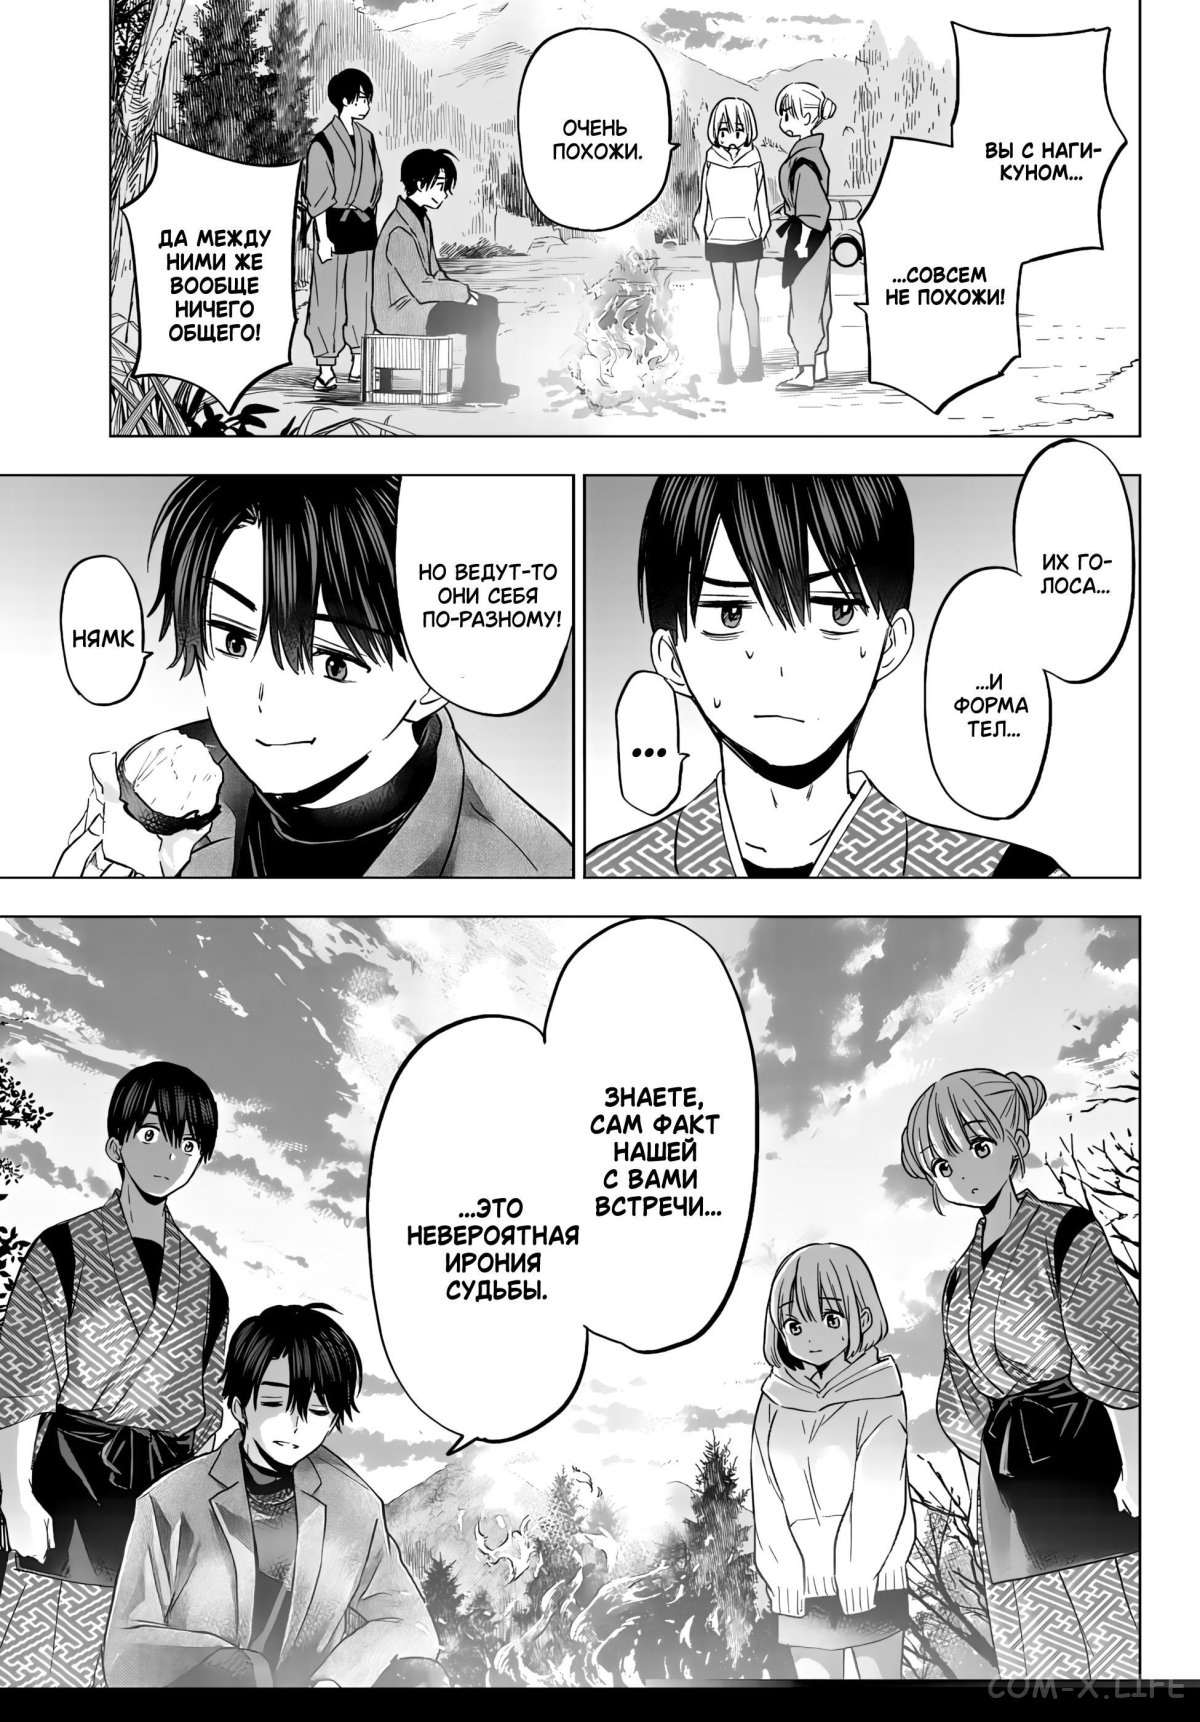 ВЫ С НАГИ-
КУНОМ...
...СОВСЕМ
НЕ ПОХОЖИ!
ОЧЕНЬ
ПОХОЖИ.
ДА МЕЖДУ
НИМИ ЖЕ
ВООБЩЕ
НИЧЕГО
ОБЩЕГО!
ИХ ГО-
ЛОСА...
...И
ФОРМА
ТЕЛ...
...
НО ВЕДУТ-ТО
ОНИ СЕБЯ
ПО-РАЗНОМУ!
НЯМК
ЗНАЕТЕ,
САМ ФАКТ
НАШЕЙ
С ВАМИ
ВСТРЕЧИ...
...ЭТО
НЕВЕРОЯТНАЯ
ИРОНИЯ
СУДЬБЫ.
COM-X.LIFE